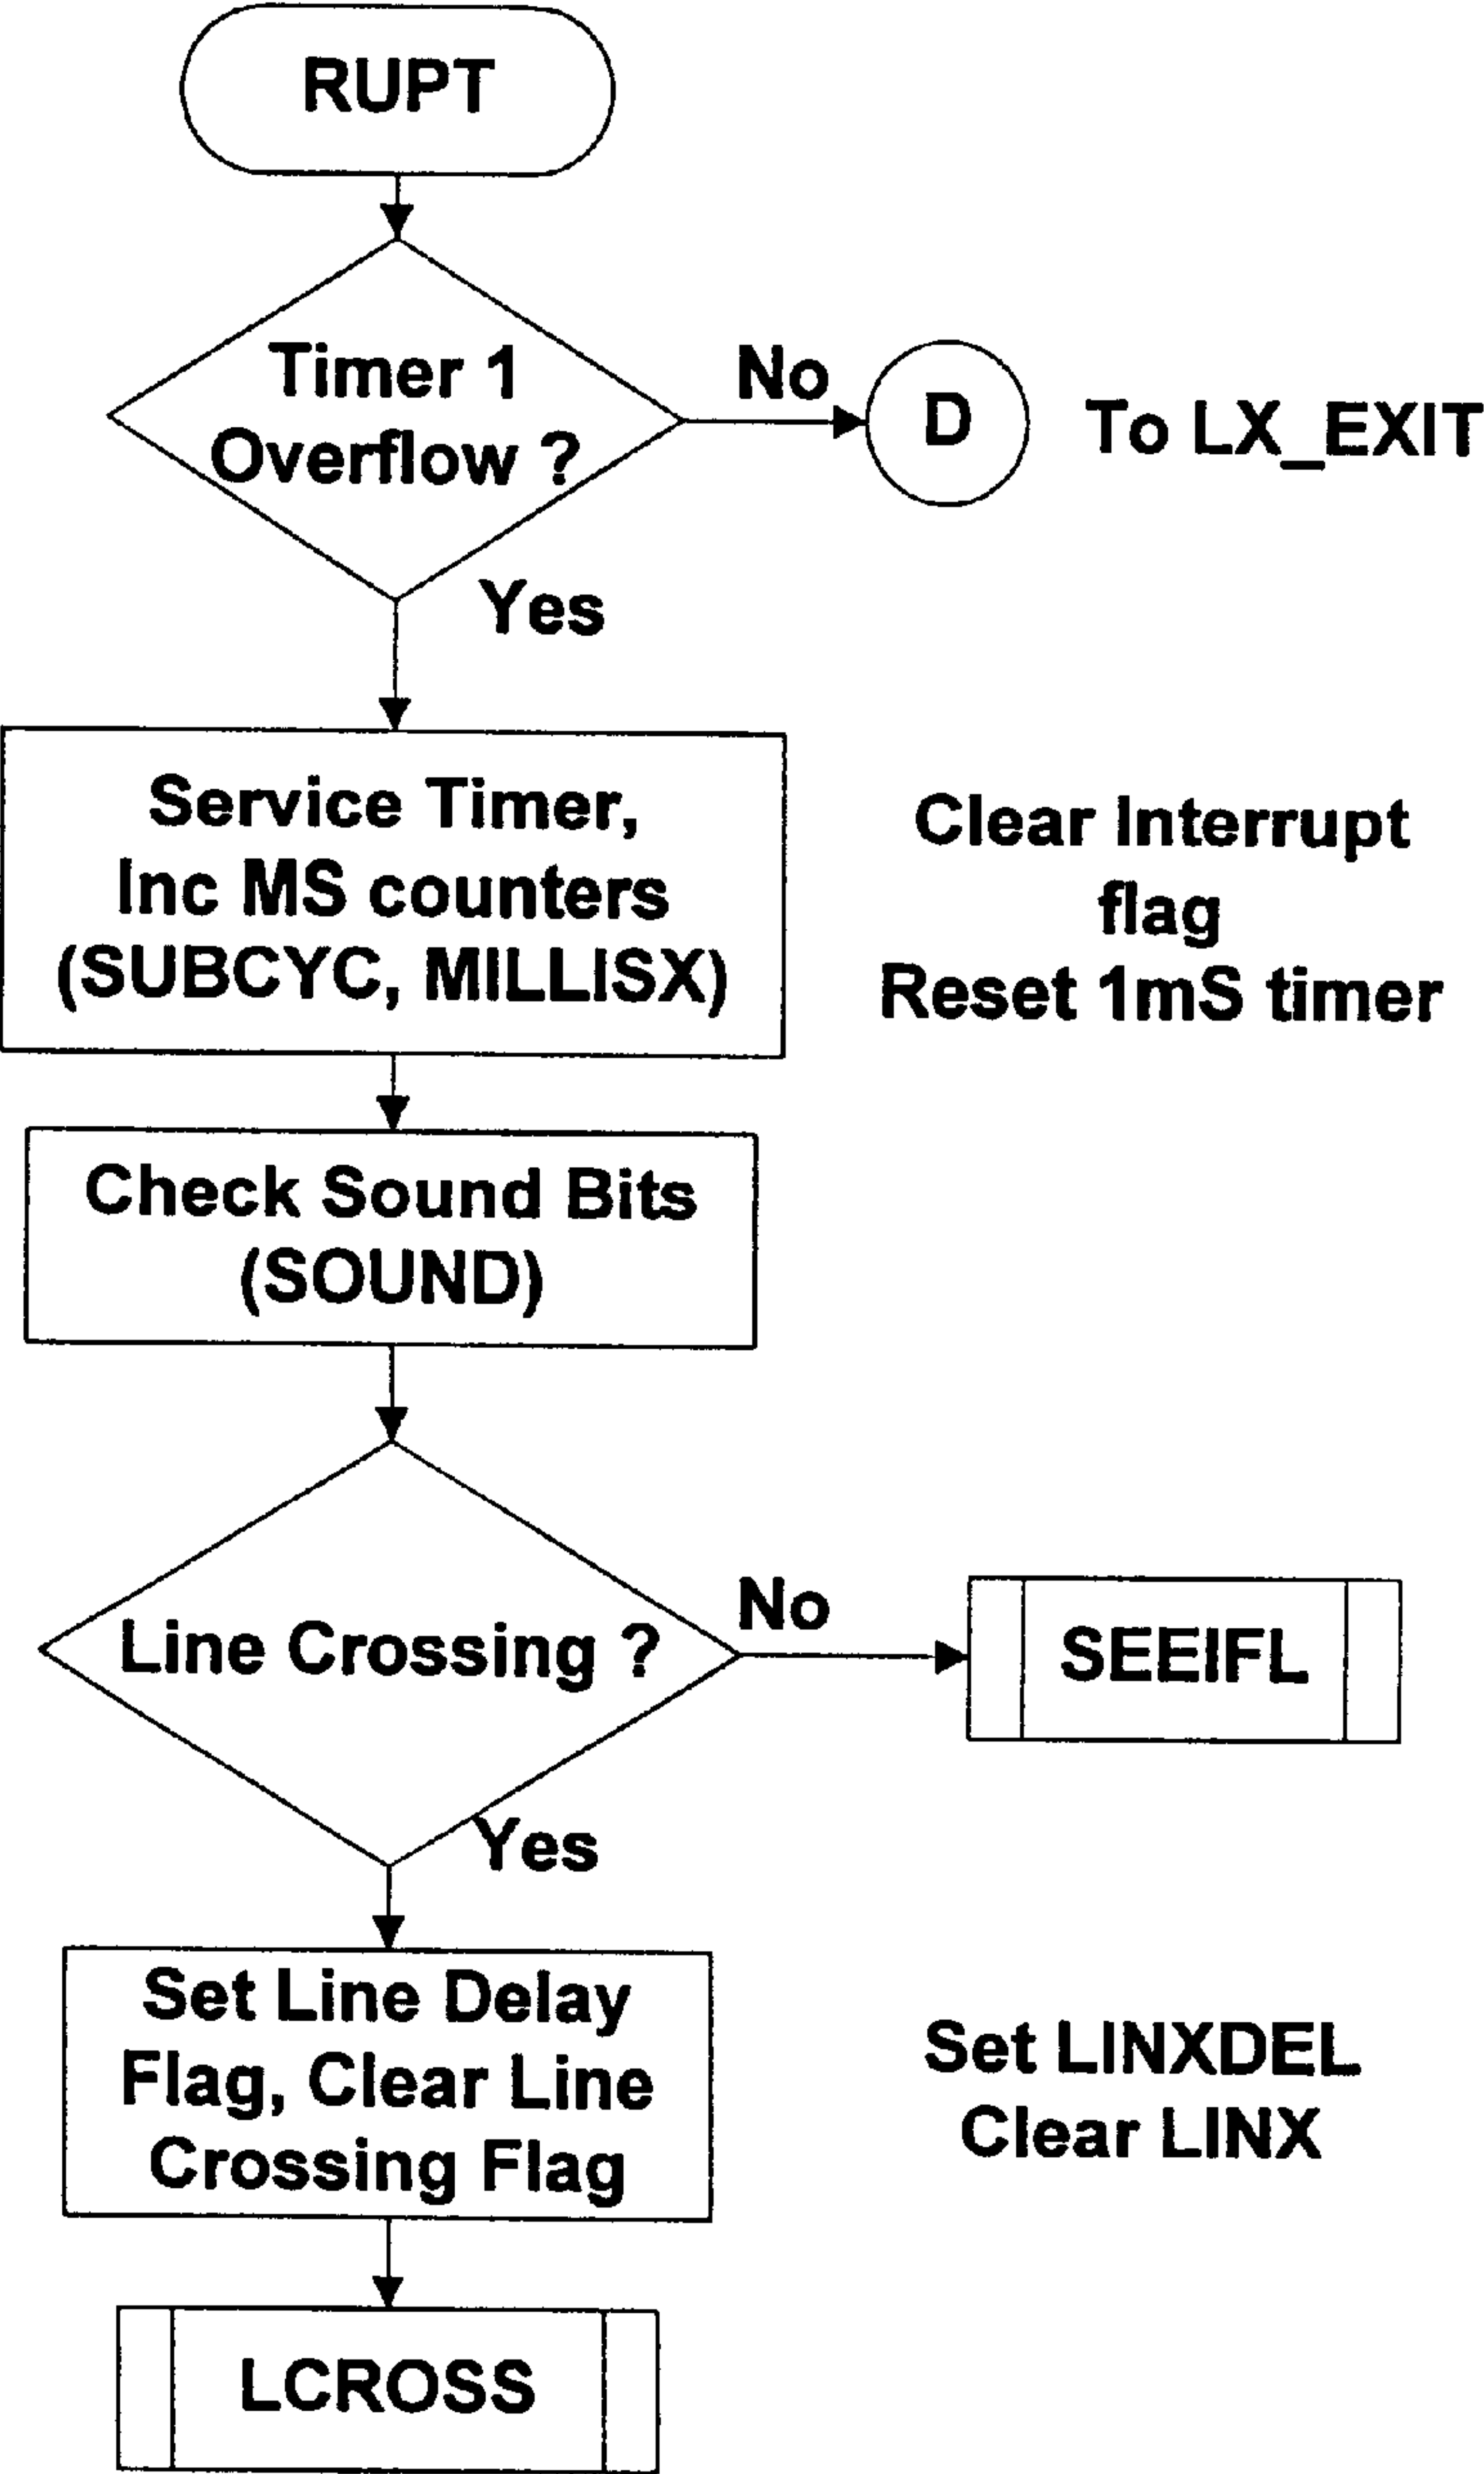 RUPT
Timer 1
Overflow ?
No
D
To LX_EXIT
Yes
Service Timer,
Inc MS counters
(SUBCYC, MILLISX)
Clear Interrupt
flag
Reset 1mS timer
Check Sound Bits
(SOUND)
Line Crossing ?
No
SEEIFL
Yes
Set Line Delay
Flag, Clear Line
Crossing Flag
Set LINXDEL
Clear LINX
LCROSS